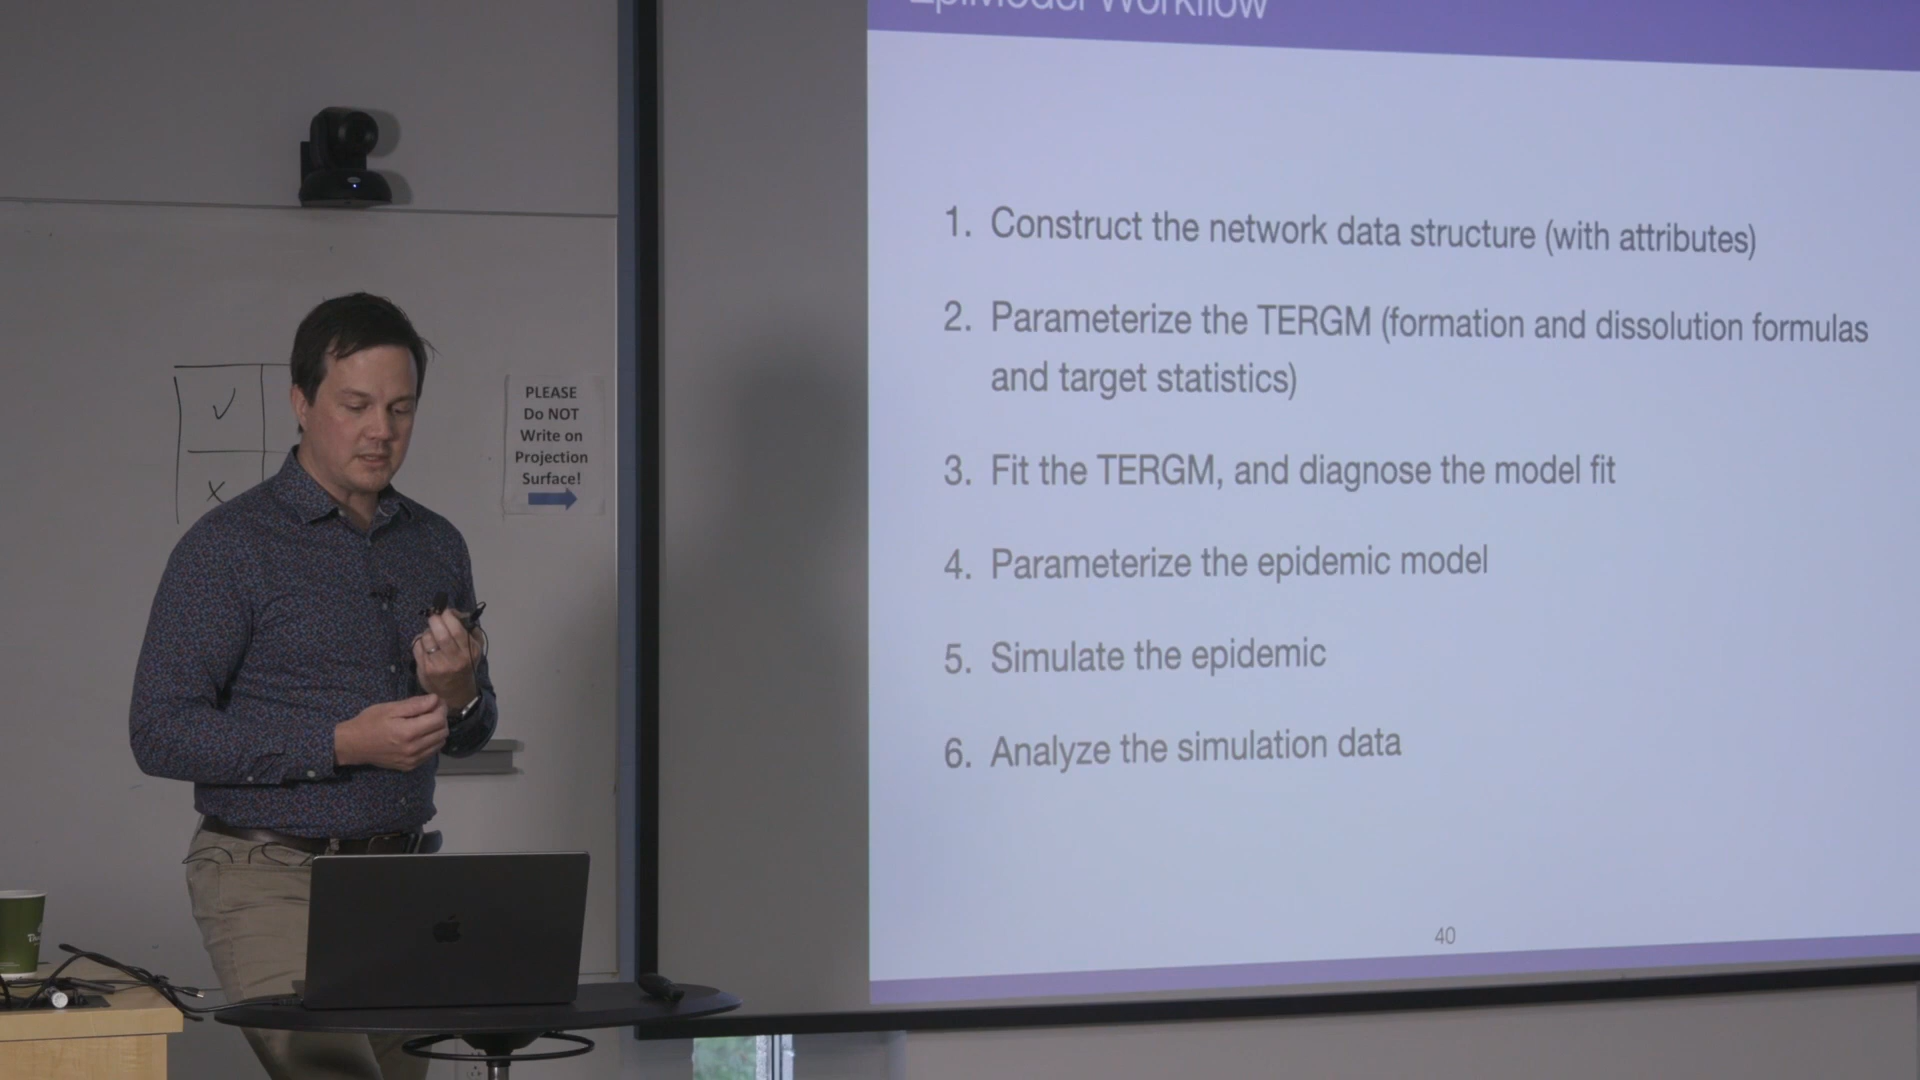 EpiModel Workflow
1. Construct the network data structure (with attributes)
2. Parameterize the TERGM (formation and dissolution formulas
and target statistics)
3. Fit the TERGM, and diagnose the model fit
4. Parameterize the epidemic model
5. Simulate the epidemic
6. Analyze the simulation data
40
PLEASE
Do NOT
Write on
Projection
Surface!